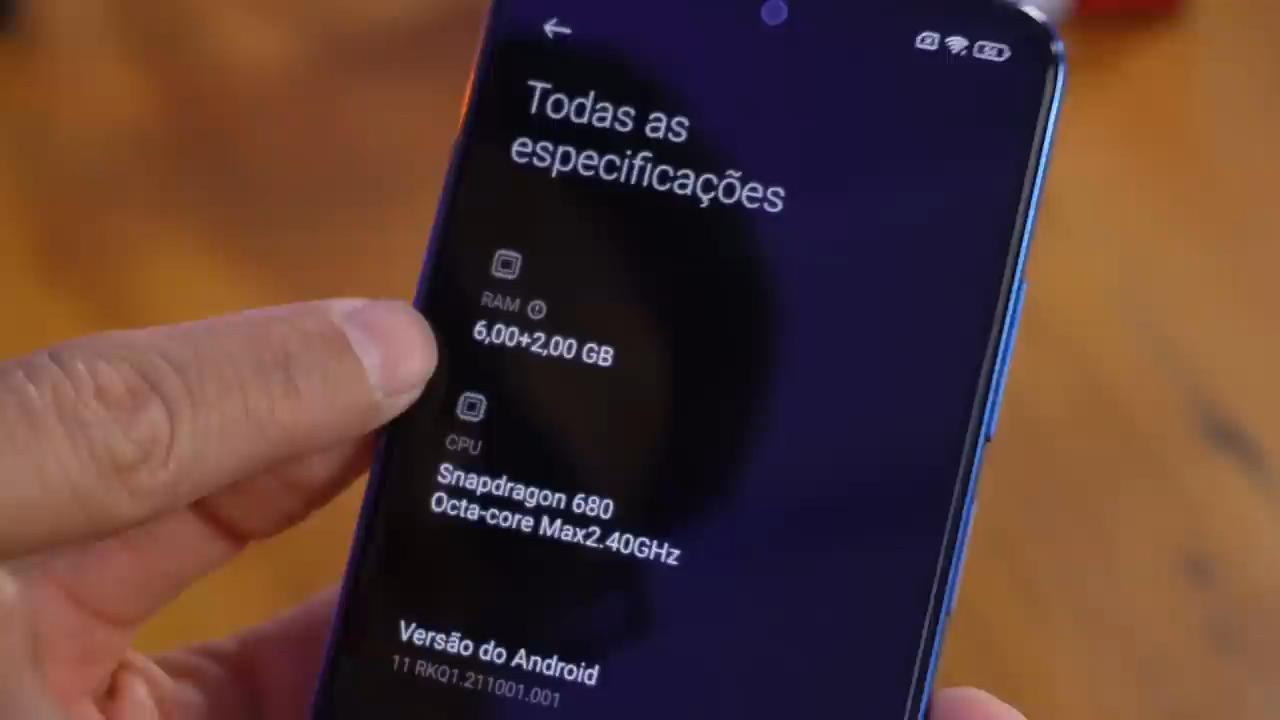 Todas as
especificações
RAM
6,00+2,00 GB
CPU
Snapdragon 680
Octa-core Max2.40GHz
Versão do Android
11 RKQ1.211001.001